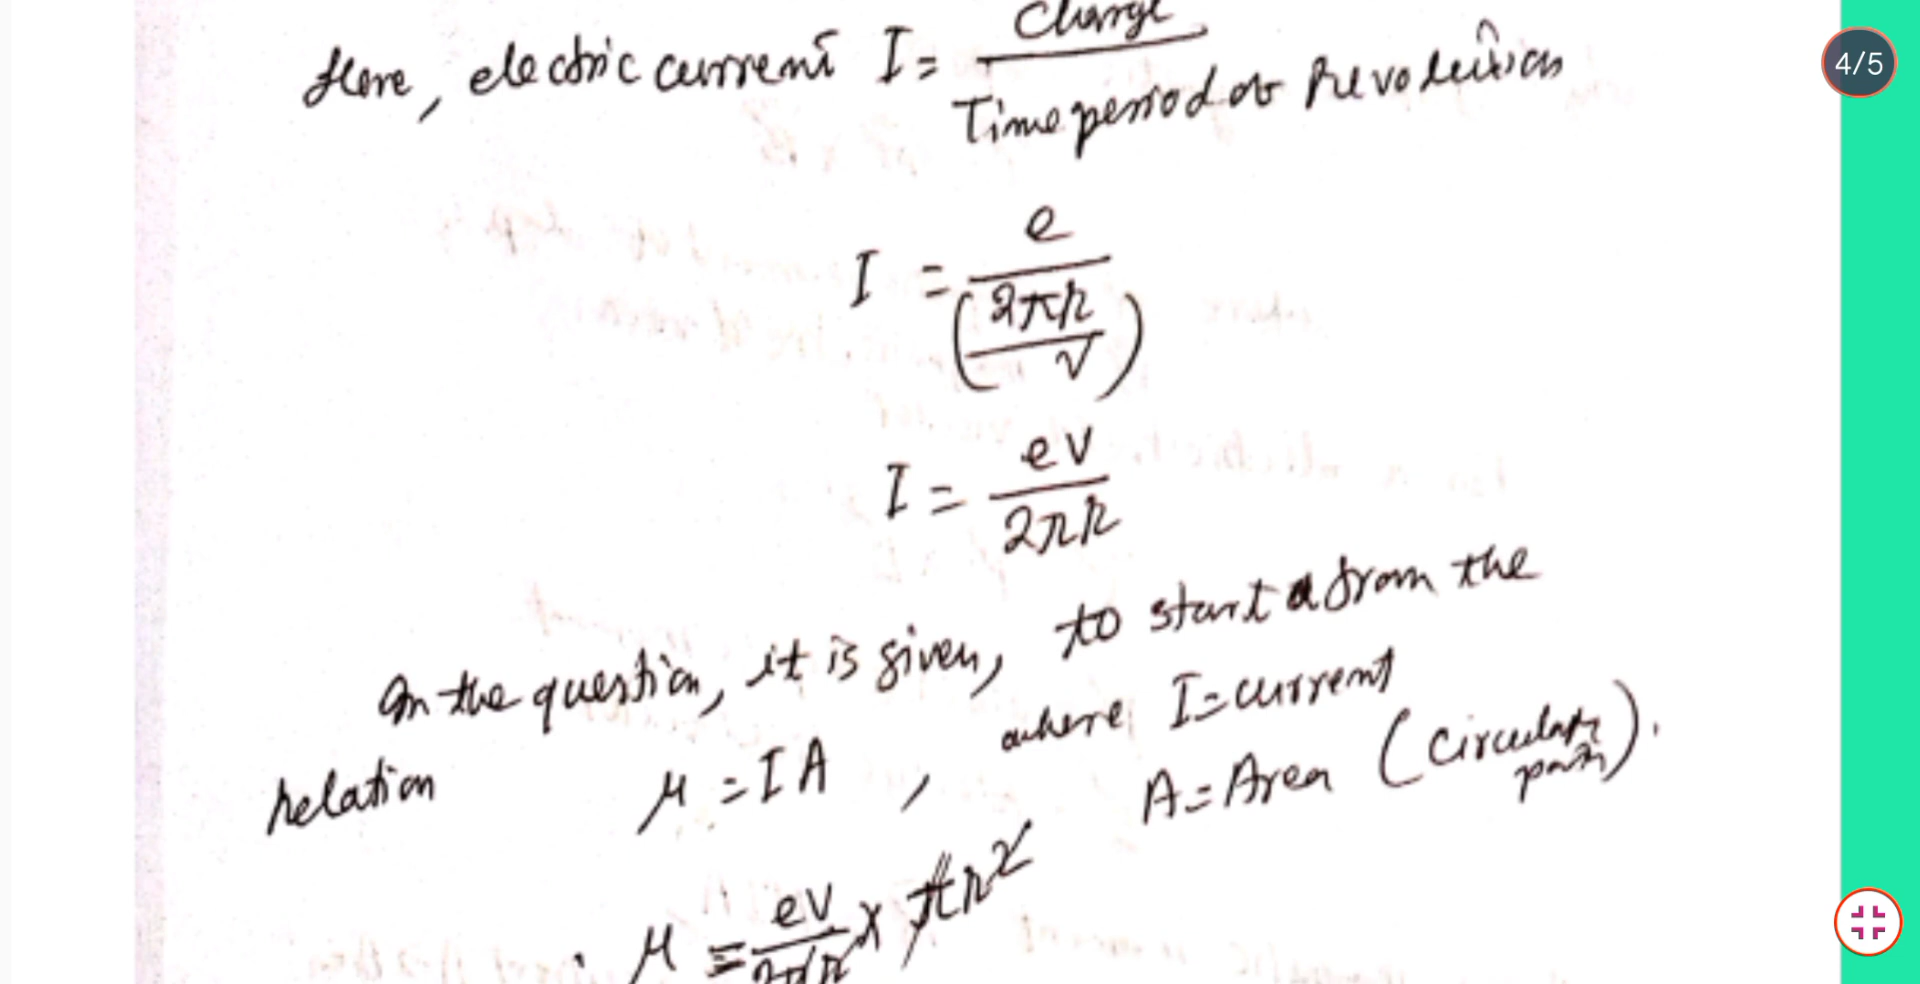 Here, electric current I = Charge / Time period of Revolution
4/5
I = e / (2πr / v)
I = ev / 2πr
In the question, it is given, to start from the
relation μ = IA , where I = current
A = Area (circular path).
μ = ev / 2πr × πr²